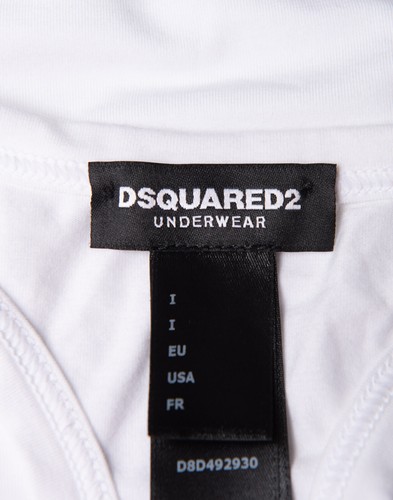 DSQUARED2
UNDERWEAR
I
I
EU
USA
FR
D8D492930